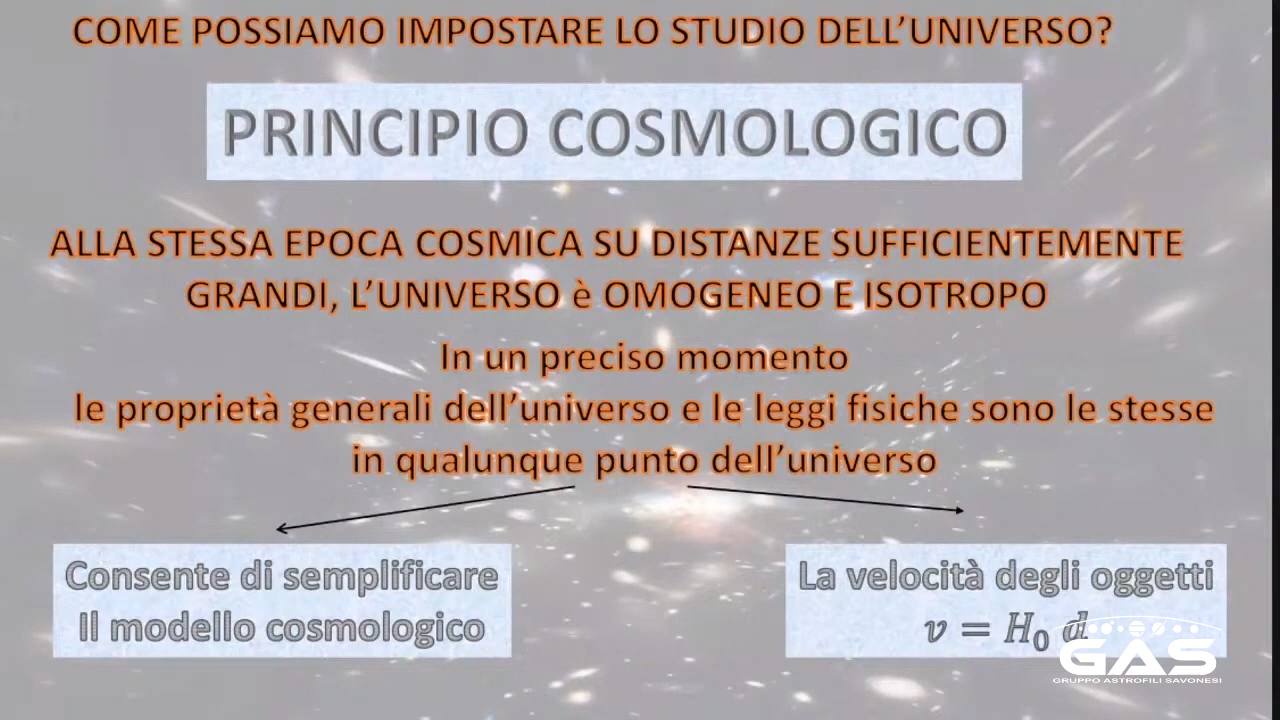 COME POSSIAMO IMPOSTARE LO STUDIO DELL'UNIVERSO?
PRINCIPIO COSMOLOGICO
ALLA STESSA EPOCA COSMICA SU DISTANZE SUFFICIENTEMENTE
GRANDI, L'UNIVERSO è OMOGENEO E ISOTROPO
In un preciso momento
le proprietà generali dell'universo e le leggi fisiche sono le stesse
in qualunque punto dell'universo
Consente di semplificare
Il modello cosmologico
La velocità degli oggetti
v = H₀ d
GAS
GRUPPO ASTROFILI SAVONESI